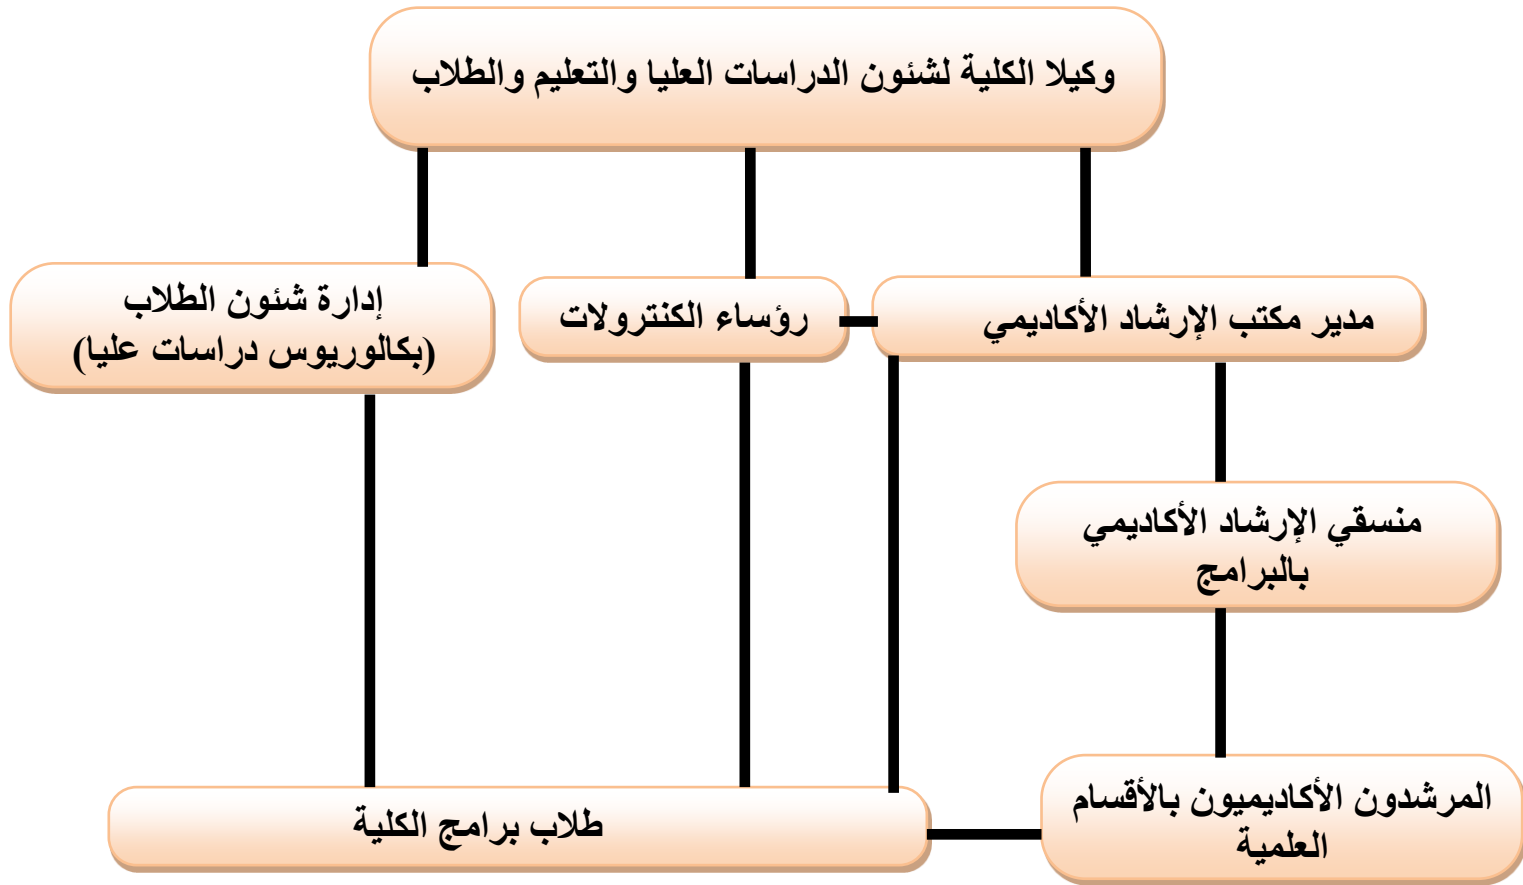 وكيلا الكلية لشئون الدراسات العليا والتعليم والطلاب
مدير مكتب الإرشاد الأكاديمي
رؤساء الكنترولات
إدارة شئون الطلاب
(بكالوريوس دراسات عليا)
منسقي الإرشاد الأكاديمي
بالبرامج
المرشدون الأكاديميون بالأقسام
العلمية
طلاب برامج الكلية